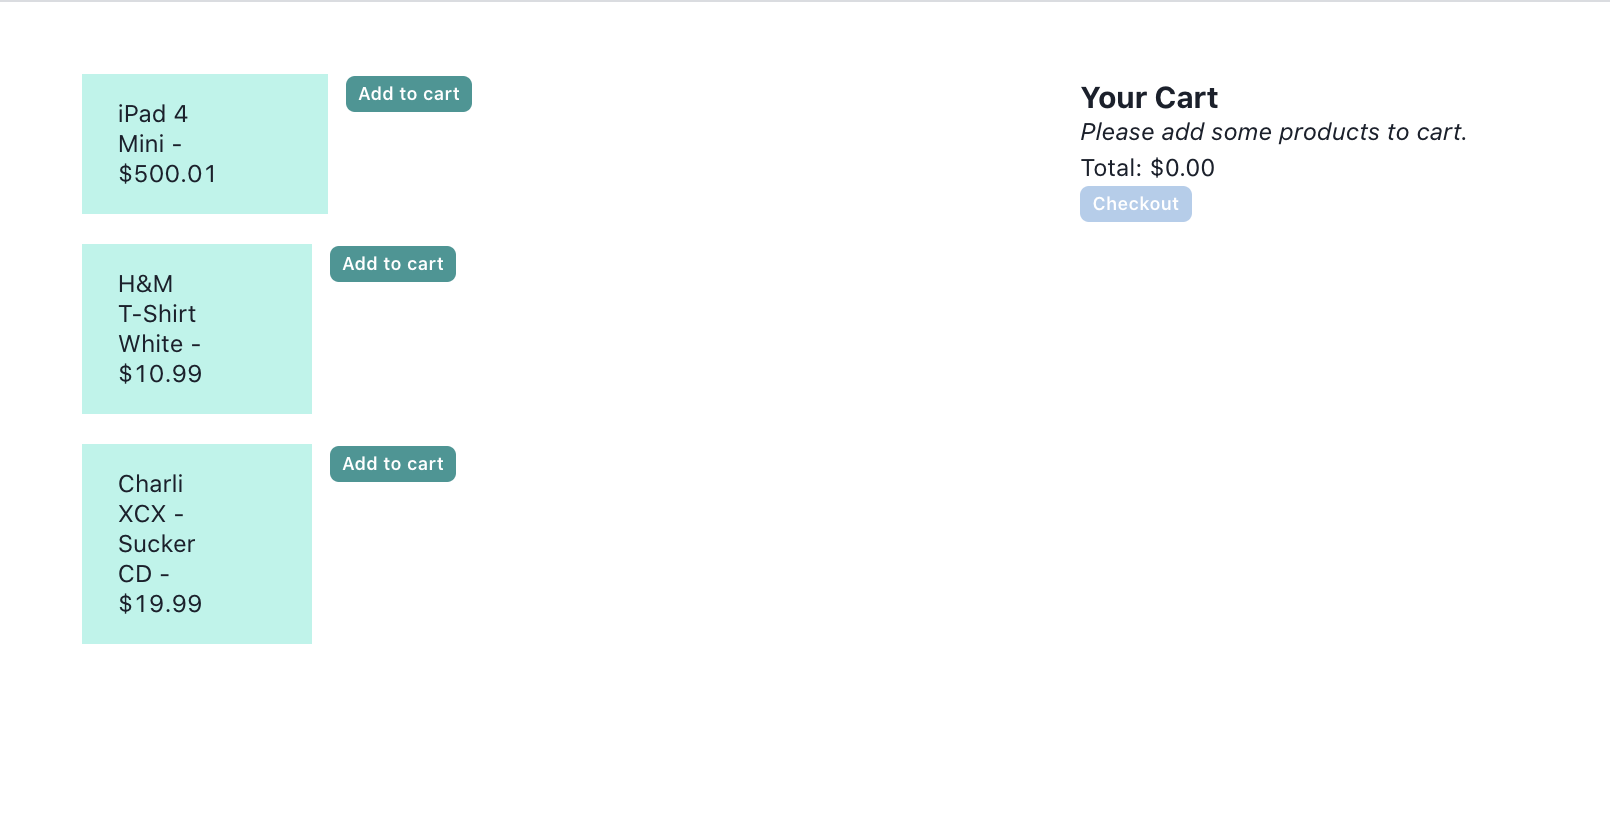 iPad 4
Mini -
$500.01
Add to cart
H&M
T-Shirt
White -
$10.99
Add to cart
Charli
XCX -
Sucker
CD -
$19.99
Add to cart
Your Cart
Please add some products to cart.
Total: $0.00
Checkout